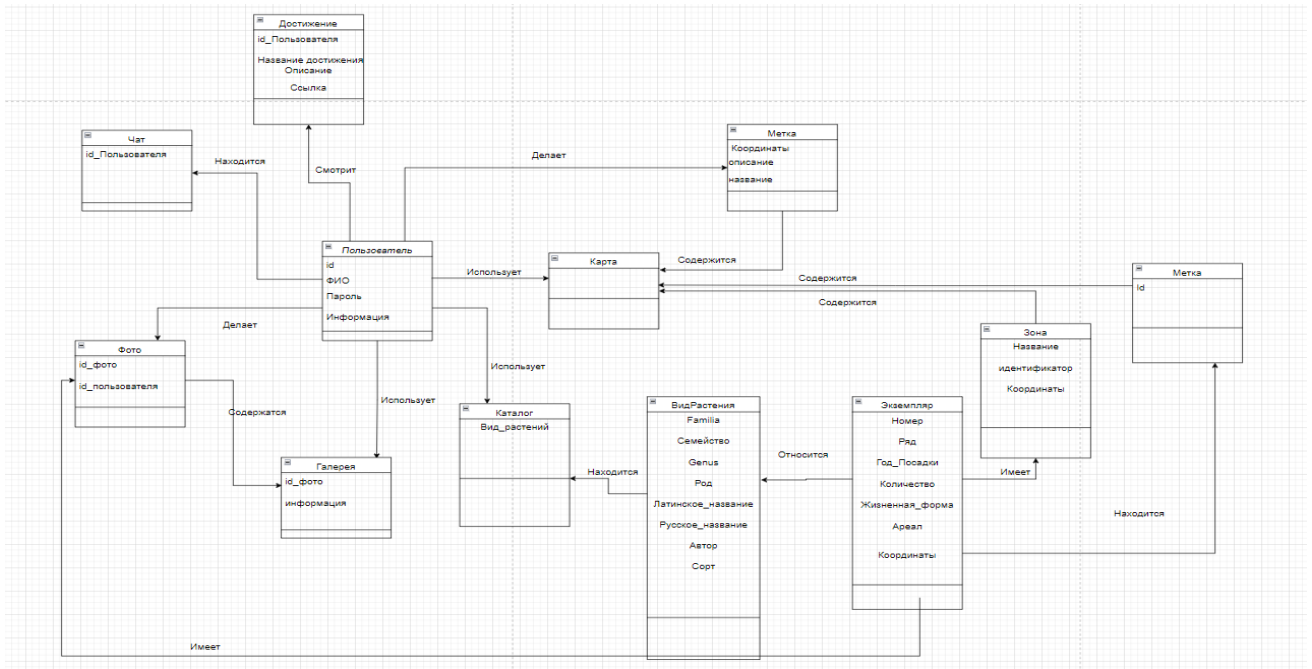 Достижение
id_Пользователя
Название достижения
Описание
Ссылка
Чат
id_Пользователя
Находится
Смотрит
Делает
Метка
Координаты
описание
название
Пользователь
id
ФИО
Пароль
Информация
Использует
Карта
Содержится
Содержится
Содержится
Метка
id
Зона
Название
идентификатор
Координаты
Делает
Фото
id_фото
id_пользователя
Содержатся
Использует
Использует
Галерея
id_фото
информация
Каталог
Вид_растений
Находится
ВидРастения
Familia
Семейство
Genus
Род
Латинское_название
Русское_название
Автор
Сорт
Относится
Экземпляр
Номер
Ряд
Год_Посадки
Количество
Жизненная_форма
Ареал
Координаты
Имеет
Находится
Имеет